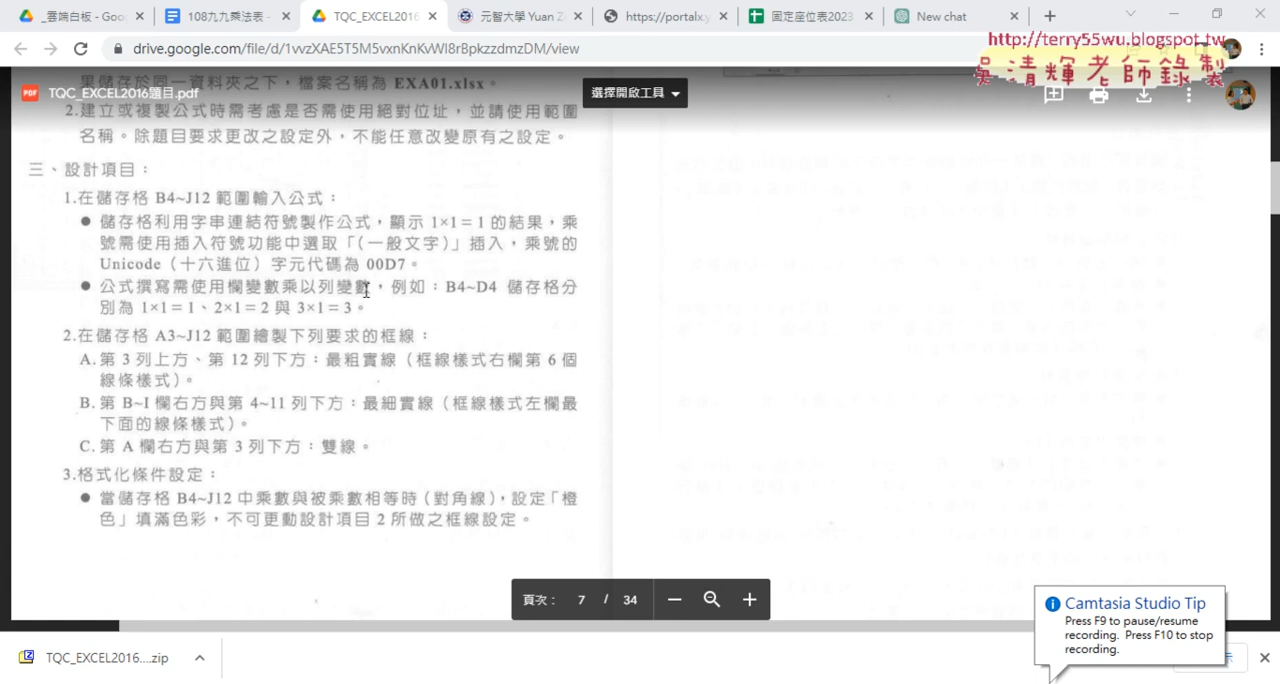 _雲端白板 - Goo
108九九乘法表 -
TQC_EXCEL2016
元智大學 Yuan Z
https://portalx.y
固定座位表2023
New chat
drive.google.com/file/d/1vvzXAE5T5M5vxnKnKvWl8rBpkzzdmzDM/view
http://terry55wu.blogspot.tw
吳清輝老師錄製
果儲存於同一資料夾之下，檔案名稱為 EXA01.xlsx。
TQC_EXCEL2016題目.pdf
選擇開啟工具
2.建立或複製公式時需考慮是否需使用絕對位址，並請使用範圍
名稱。除題目要求更改之設定外，不能任意改變原有之設定。
三、設計項目：
1.在儲存格 B4~J12 範圍輸入公式：
● 儲存格利用字串連結符號製作公式，顯示 1×1＝1 的結果，乘
號需使用插入符號功能中選取「(一般文字)」插入，乘號的
Unicode（十六進位）字元代碼為 00D7。
● 公式撰寫需使用欄變數乘以列變數，例如：B4~D4 儲存格分
別為 1×1＝1、2×1＝2 與 3×1＝3。
2.在儲存格 A3~J12 範圍繪製下列要求的框線：
A.第 3 列上方、第 12 列下方：最粗實線（框線樣式右欄第 6 個
線條樣式）。
B.第 B~I 欄右方與第 4~11 列下方：最細實線（框線樣式左欄最
下面的線條樣式）。
C.第 A 欄右方與第 3 列下方：雙線。
3.格式化條件設定：
● 當儲存格 B4~J12 中乘數與被乘數相等時（對角線），設定「橙
色」填滿色彩，不可更動設計項目 2 所做之框線設定。
頁次： 7 / 34
Camtasia Studio Tip
Press F9 to pause/resume
recording. Press F10 to stop
recording.
TQC_EXCEL2016....zip